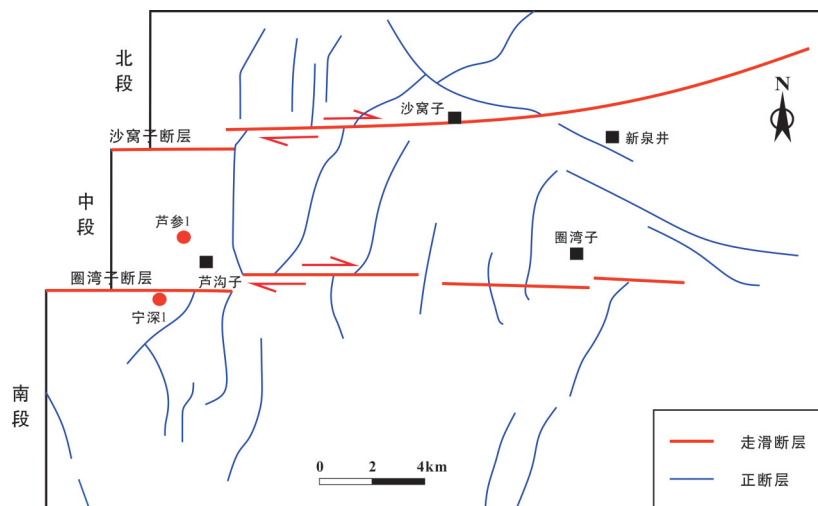 北段
沙窝子
N
新泉井
沙窝子断层
中段
芦参1
圈湾子
圈湾子断层
芦沟子
宁深1
南段
0 2 4km
走滑断层
正断层